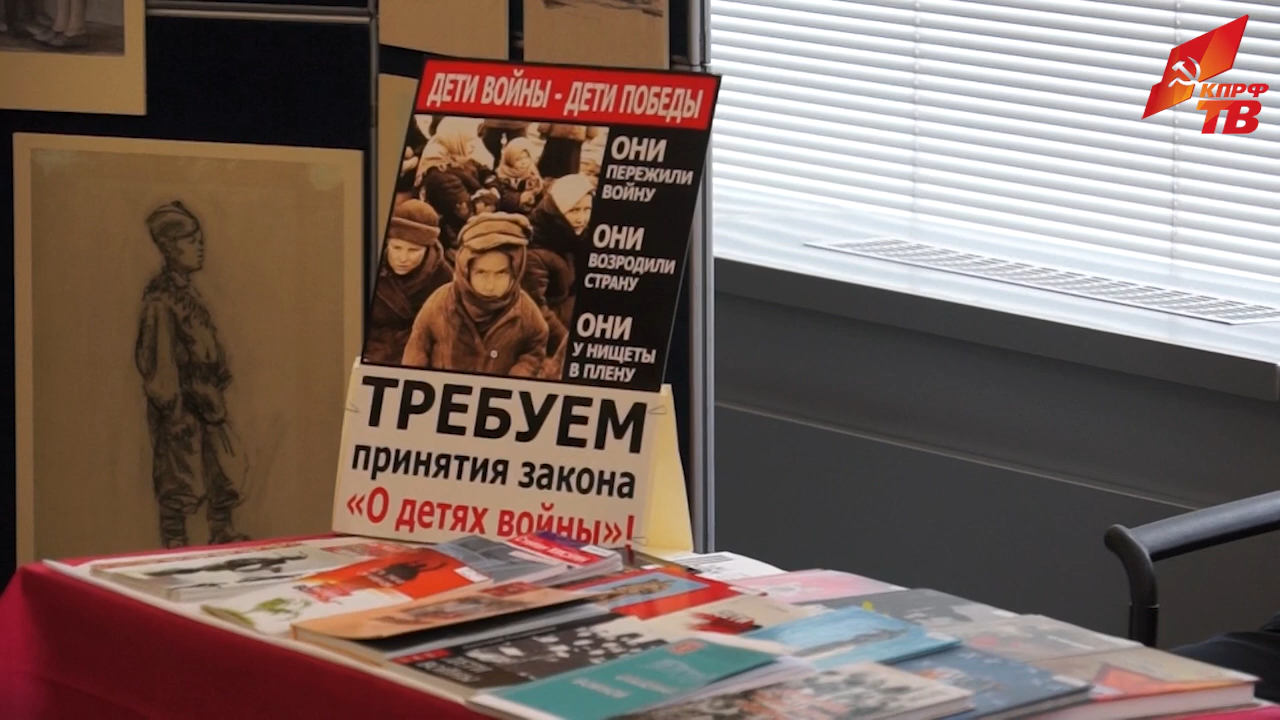 ДЕТИ ВОЙНЫ - ДЕТИ ПОБЕДЫ
ОНИ
ПЕРЕЖИЛИ
ВОЙНУ
ОНИ
ВОЗРОДИЛИ
СТРАНУ
ОНИ
У НИЩЕТЫ
В ПЛЕНУ
ТРЕБУЕМ
принятия закона
«О детях войны»!
КПРФ
ТВ